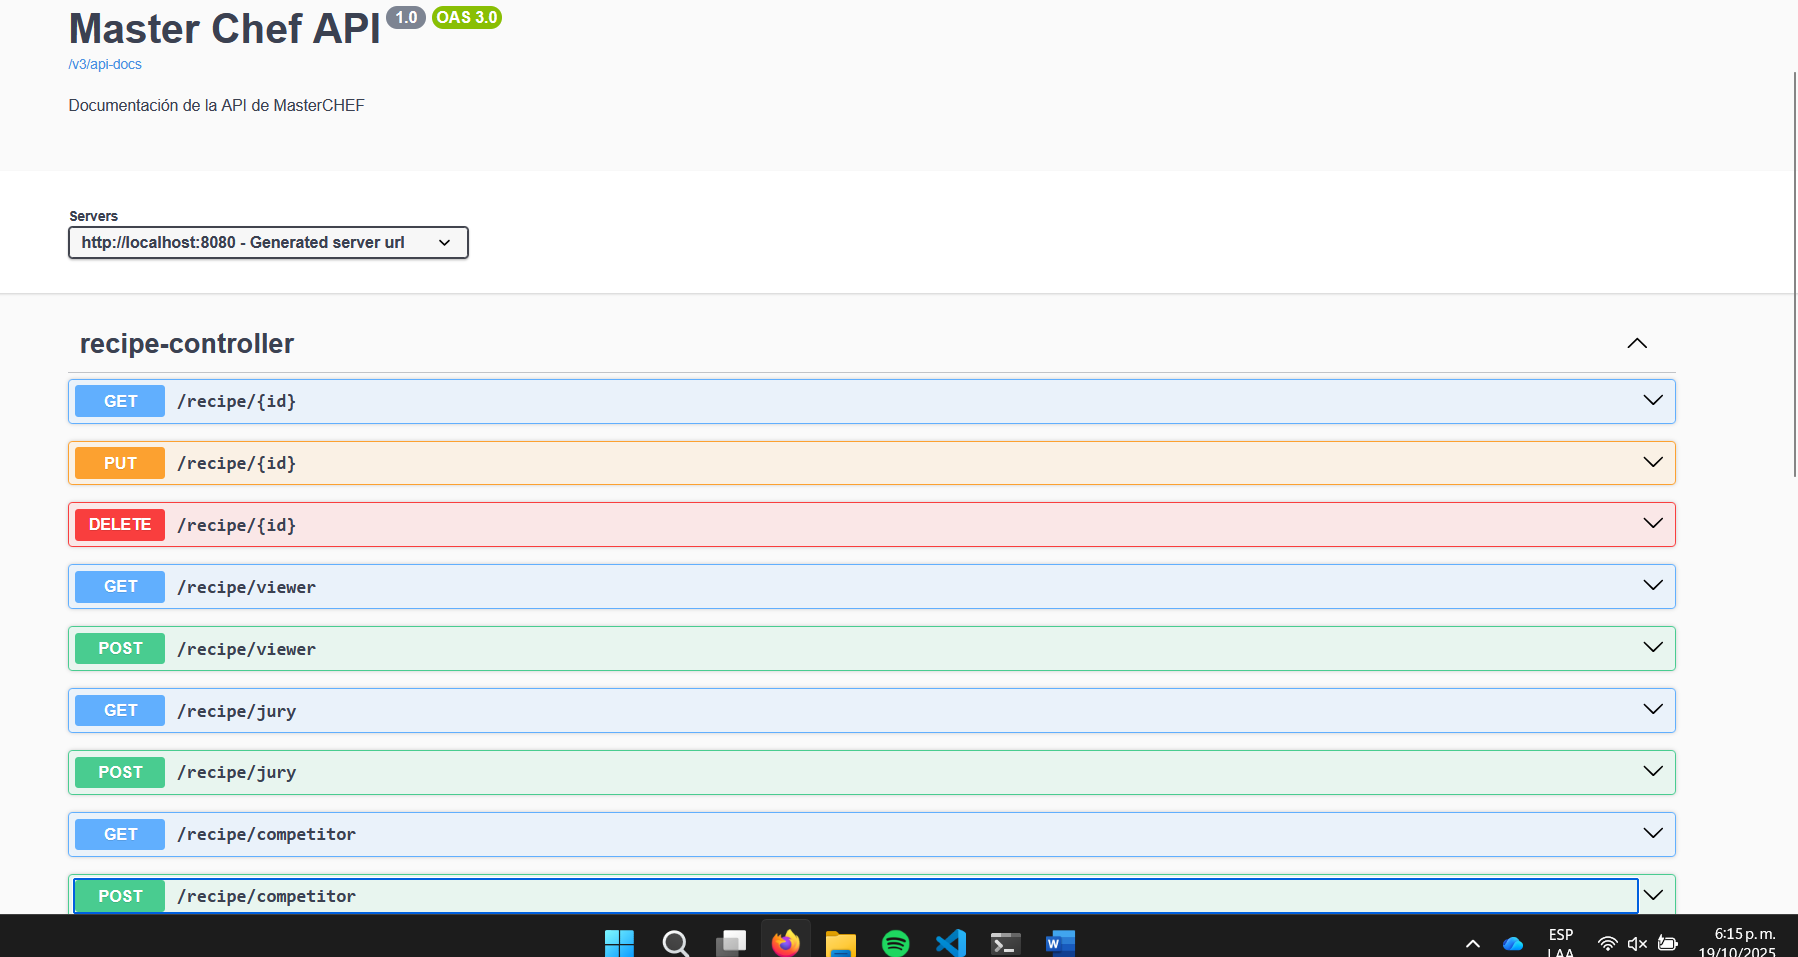 Master Chef API 1.0 OAS 3.0
/v3/api-docs
Documentación de la API de MasterCHEF
Servers
http://localhost:8080 - Generated server url
recipe-controller
GET /recipe/{id}
PUT /recipe/{id}
DELETE /recipe/{id}
GET /recipe/viewer
POST /recipe/viewer
GET /recipe/jury
POST /recipe/jury
GET /recipe/competitor
POST /recipe/competitor
W
ESP
LAA
6:15 p. m.
19/10/2025